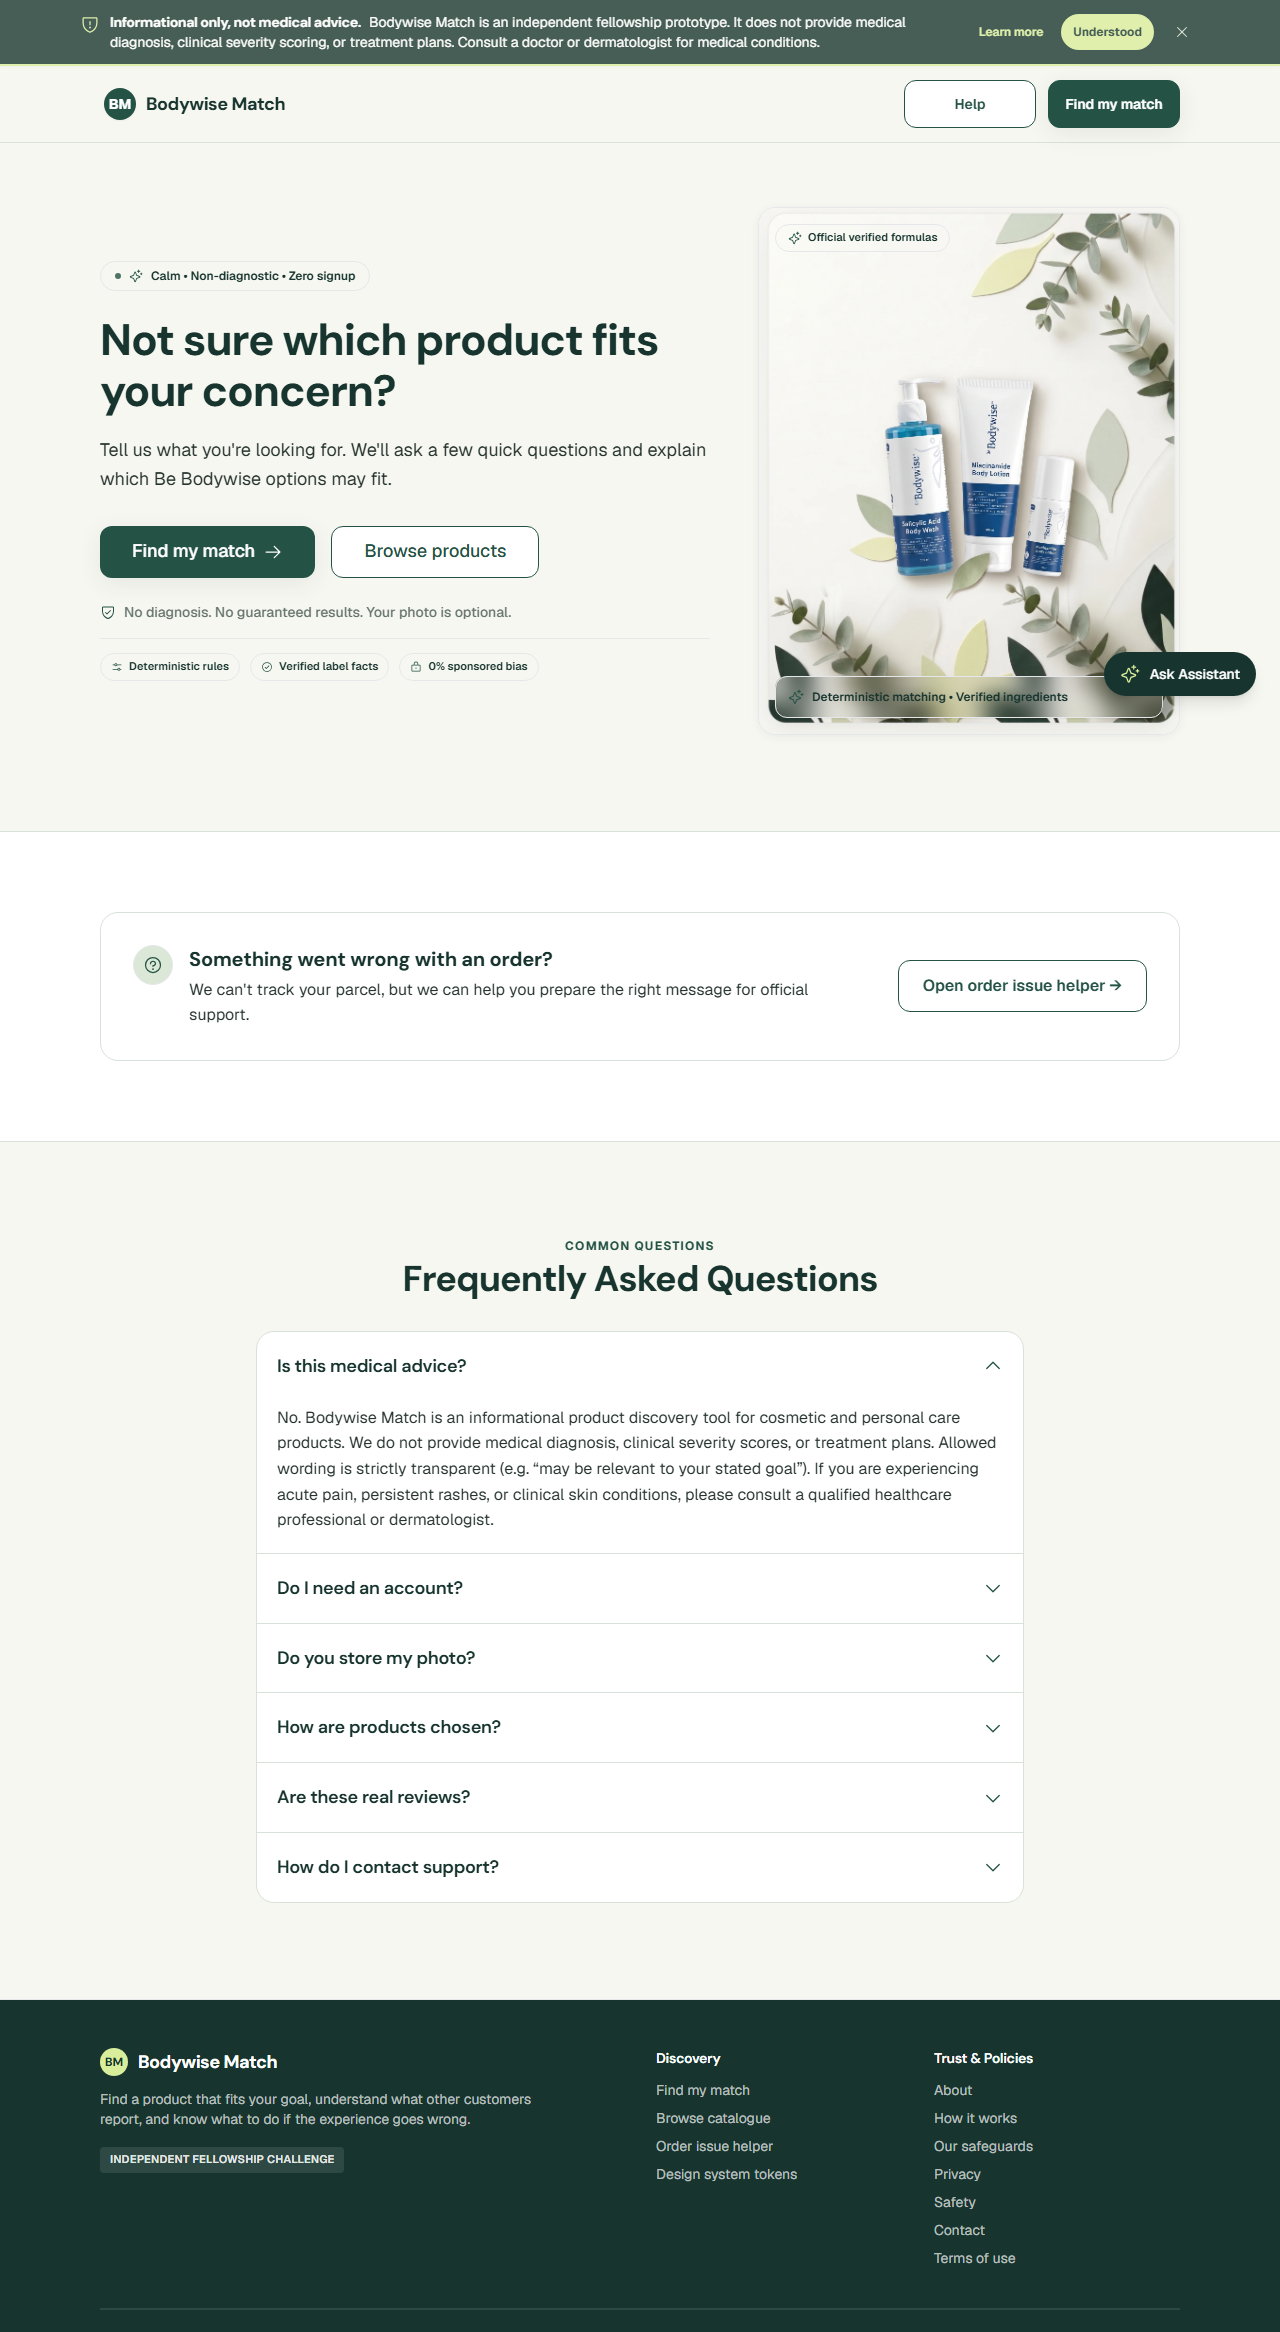 Informational only, not medical advice. Bodywise Match is an independent fellowship prototype. It does not provide medical
diagnosis, clinical severity scoring, or treatment plans. Consult a doctor or dermatologist for medical conditions.
Learn more
Understood
BM
Bodywise Match
Help
Find my match
Calm • Non-diagnostic • Zero signup
Not sure which product fits
your concern?
Tell us what you're looking for. We'll ask a few quick questions and explain
which Be Bodywise options may fit.
Find my match
Browse products
No diagnosis. No guaranteed results. Your photo is optional.
Deterministic rules
Verified label facts
0% sponsored bias
Official verified formulas
Bodywise
Salicylic Acid
Body Wash
Bodywise
Niacinamide
Body Lotion
Bodywise
Deterministic matching • Verified ingredients
Ask Assistant
Something went wrong with an order?
We can't track your parcel, but we can help you prepare the right message for official
support.
Open order issue helper →
COMMON QUESTIONS
Frequently Asked Questions
Is this medical advice?
No. Bodywise Match is an informational product discovery tool for cosmetic and personal care
products. We do not provide medical diagnosis, clinical severity scores, or treatment plans. Allowed
wording is strictly transparent (e.g. “may be relevant to your stated goal”). If you are experiencing
acute pain, persistent rashes, or clinical skin conditions, please consult a qualified healthcare
professional or dermatologist.
Do I need an account?
Do you store my photo?
How are products chosen?
Are these real reviews?
How do I contact support?
BM
Bodywise Match
Find a product that fits your goal, understand what other customers
report, and know what to do if the experience goes wrong.
INDEPENDENT FELLOWSHIP CHALLENGE
Discovery
Find my match
Browse catalogue
Order issue helper
Design system tokens
Trust & Policies
About
How it works
Our safeguards
Privacy
Safety
Contact
Terms of use